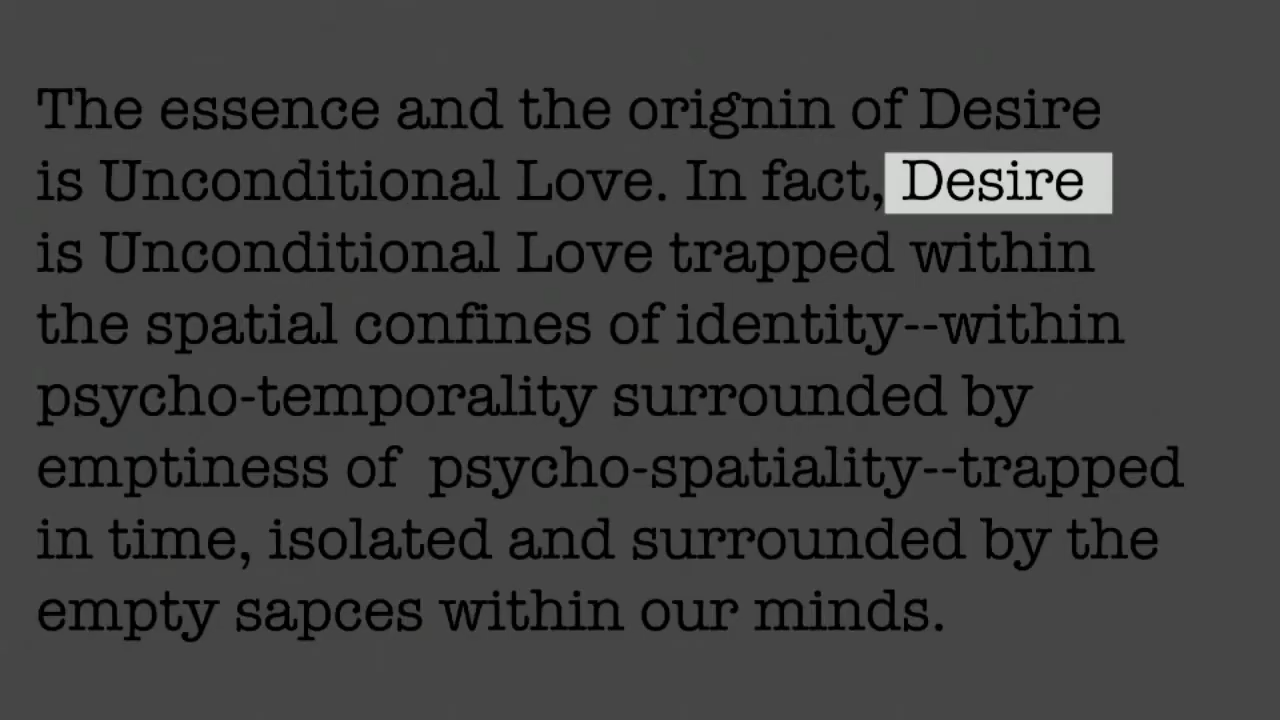 The essence and the orignin of Desire
is Unconditional Love. In fact, Desire
is Unconditional Love trapped within
the spatial confines of identity--within
psycho-temporality surrounded by
emptiness of  psycho-spatiality--trapped
in time, isolated and surrounded by the
empty sapces within our minds.